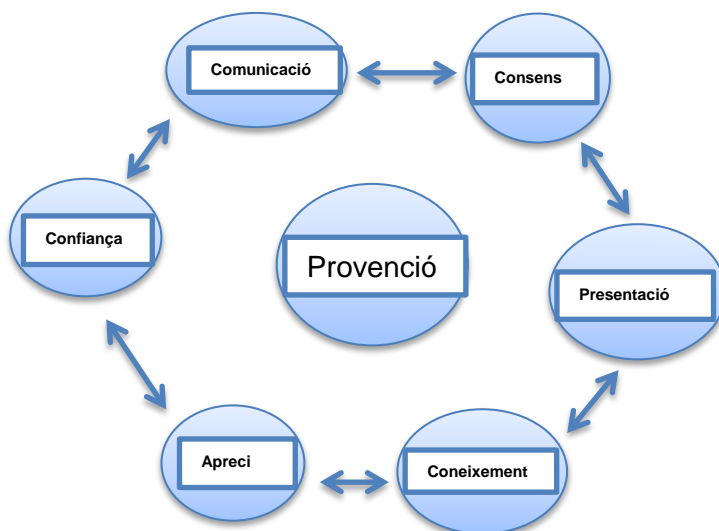 Comunicació
Consens
Confiança
Provenció
Presentació
Apreci
Coneixement